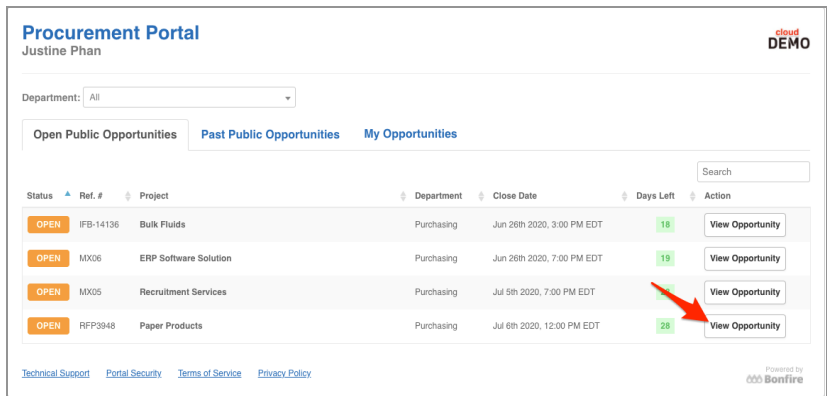 Procurement Portal
Justine Phan
cloud
DEMO
Department: All
Open Public Opportunities Past Public Opportunities My Opportunities
Search
Status Ref. # Project Department Close Date Days Left Action
OPEN IFB-14136 Bulk Fluids Purchasing Jun 26th 2020, 3:00 PM EDT 18 View Opportunity
OPEN MX06 ERP Software Solution Purchasing Jun 26th 2020, 7:00 PM EDT 19 View Opportunity
OPEN MX05 Recruitment Services Purchasing Jul 5th 2020, 7:00 PM EDT View Opportunity
OPEN RFP3948 Paper Products Purchasing Jul 6th 2020, 12:00 PM EDT 28 View Opportunity
Technical Support Portal Security Terms of Service Privacy Policy
Powered by
Bonfire